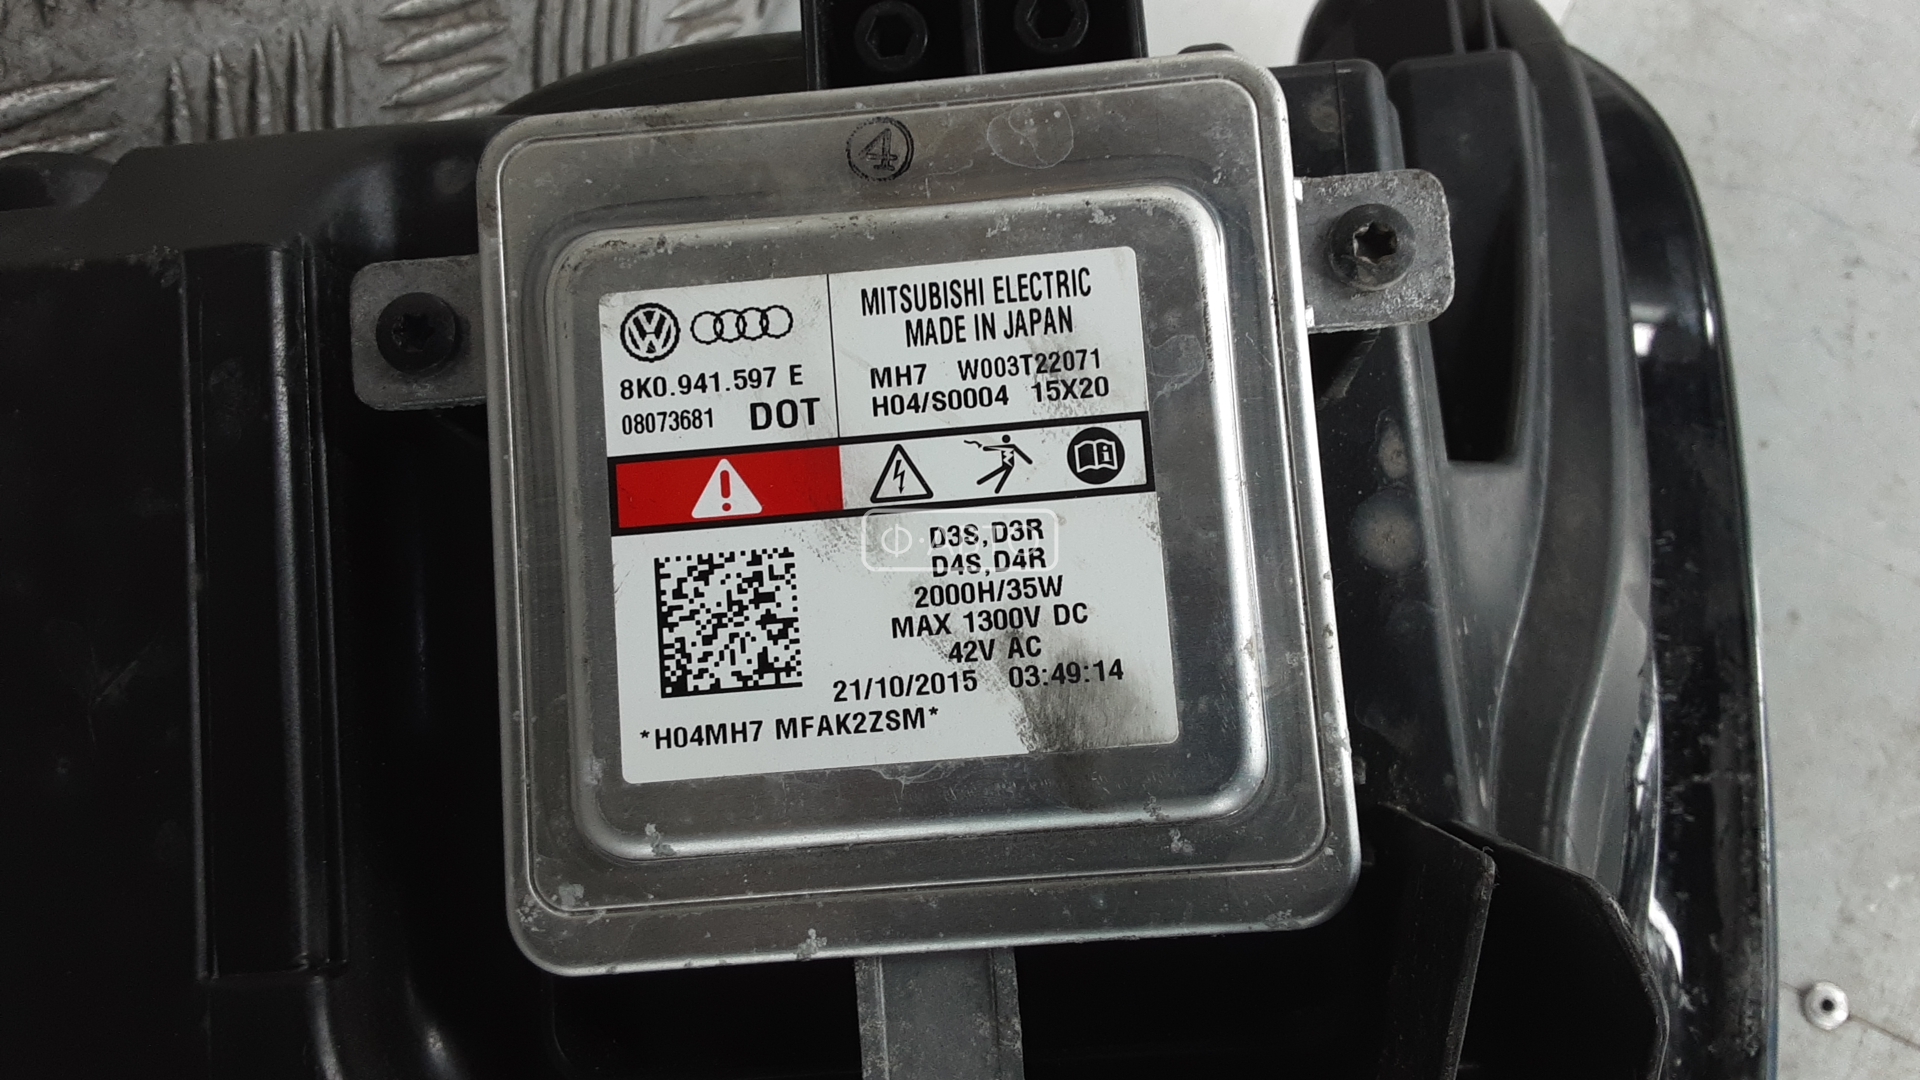 4
8K0.941.597 E
08073681 DOT
MITSUBISHI ELECTRIC
MADE IN JAPAN
MH7 W003T22071
H04/S0004 15X20
D3S,D3R
D4S,D4R
2000H/35W
MAX 1300V DC
42V AC
21/10/2015 03:49:14
*H04MH7 MFAK2ZSM*